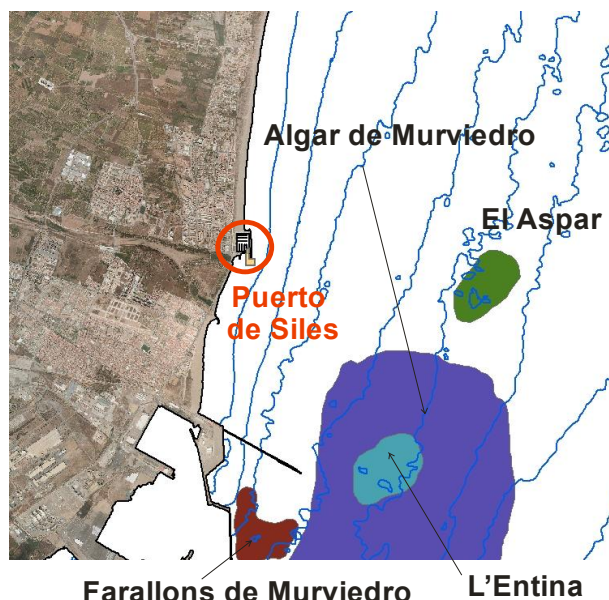 Algar de Murviedro
El Aspar
Puerto
de Siles
Farallons de Murviedro
L'Entina